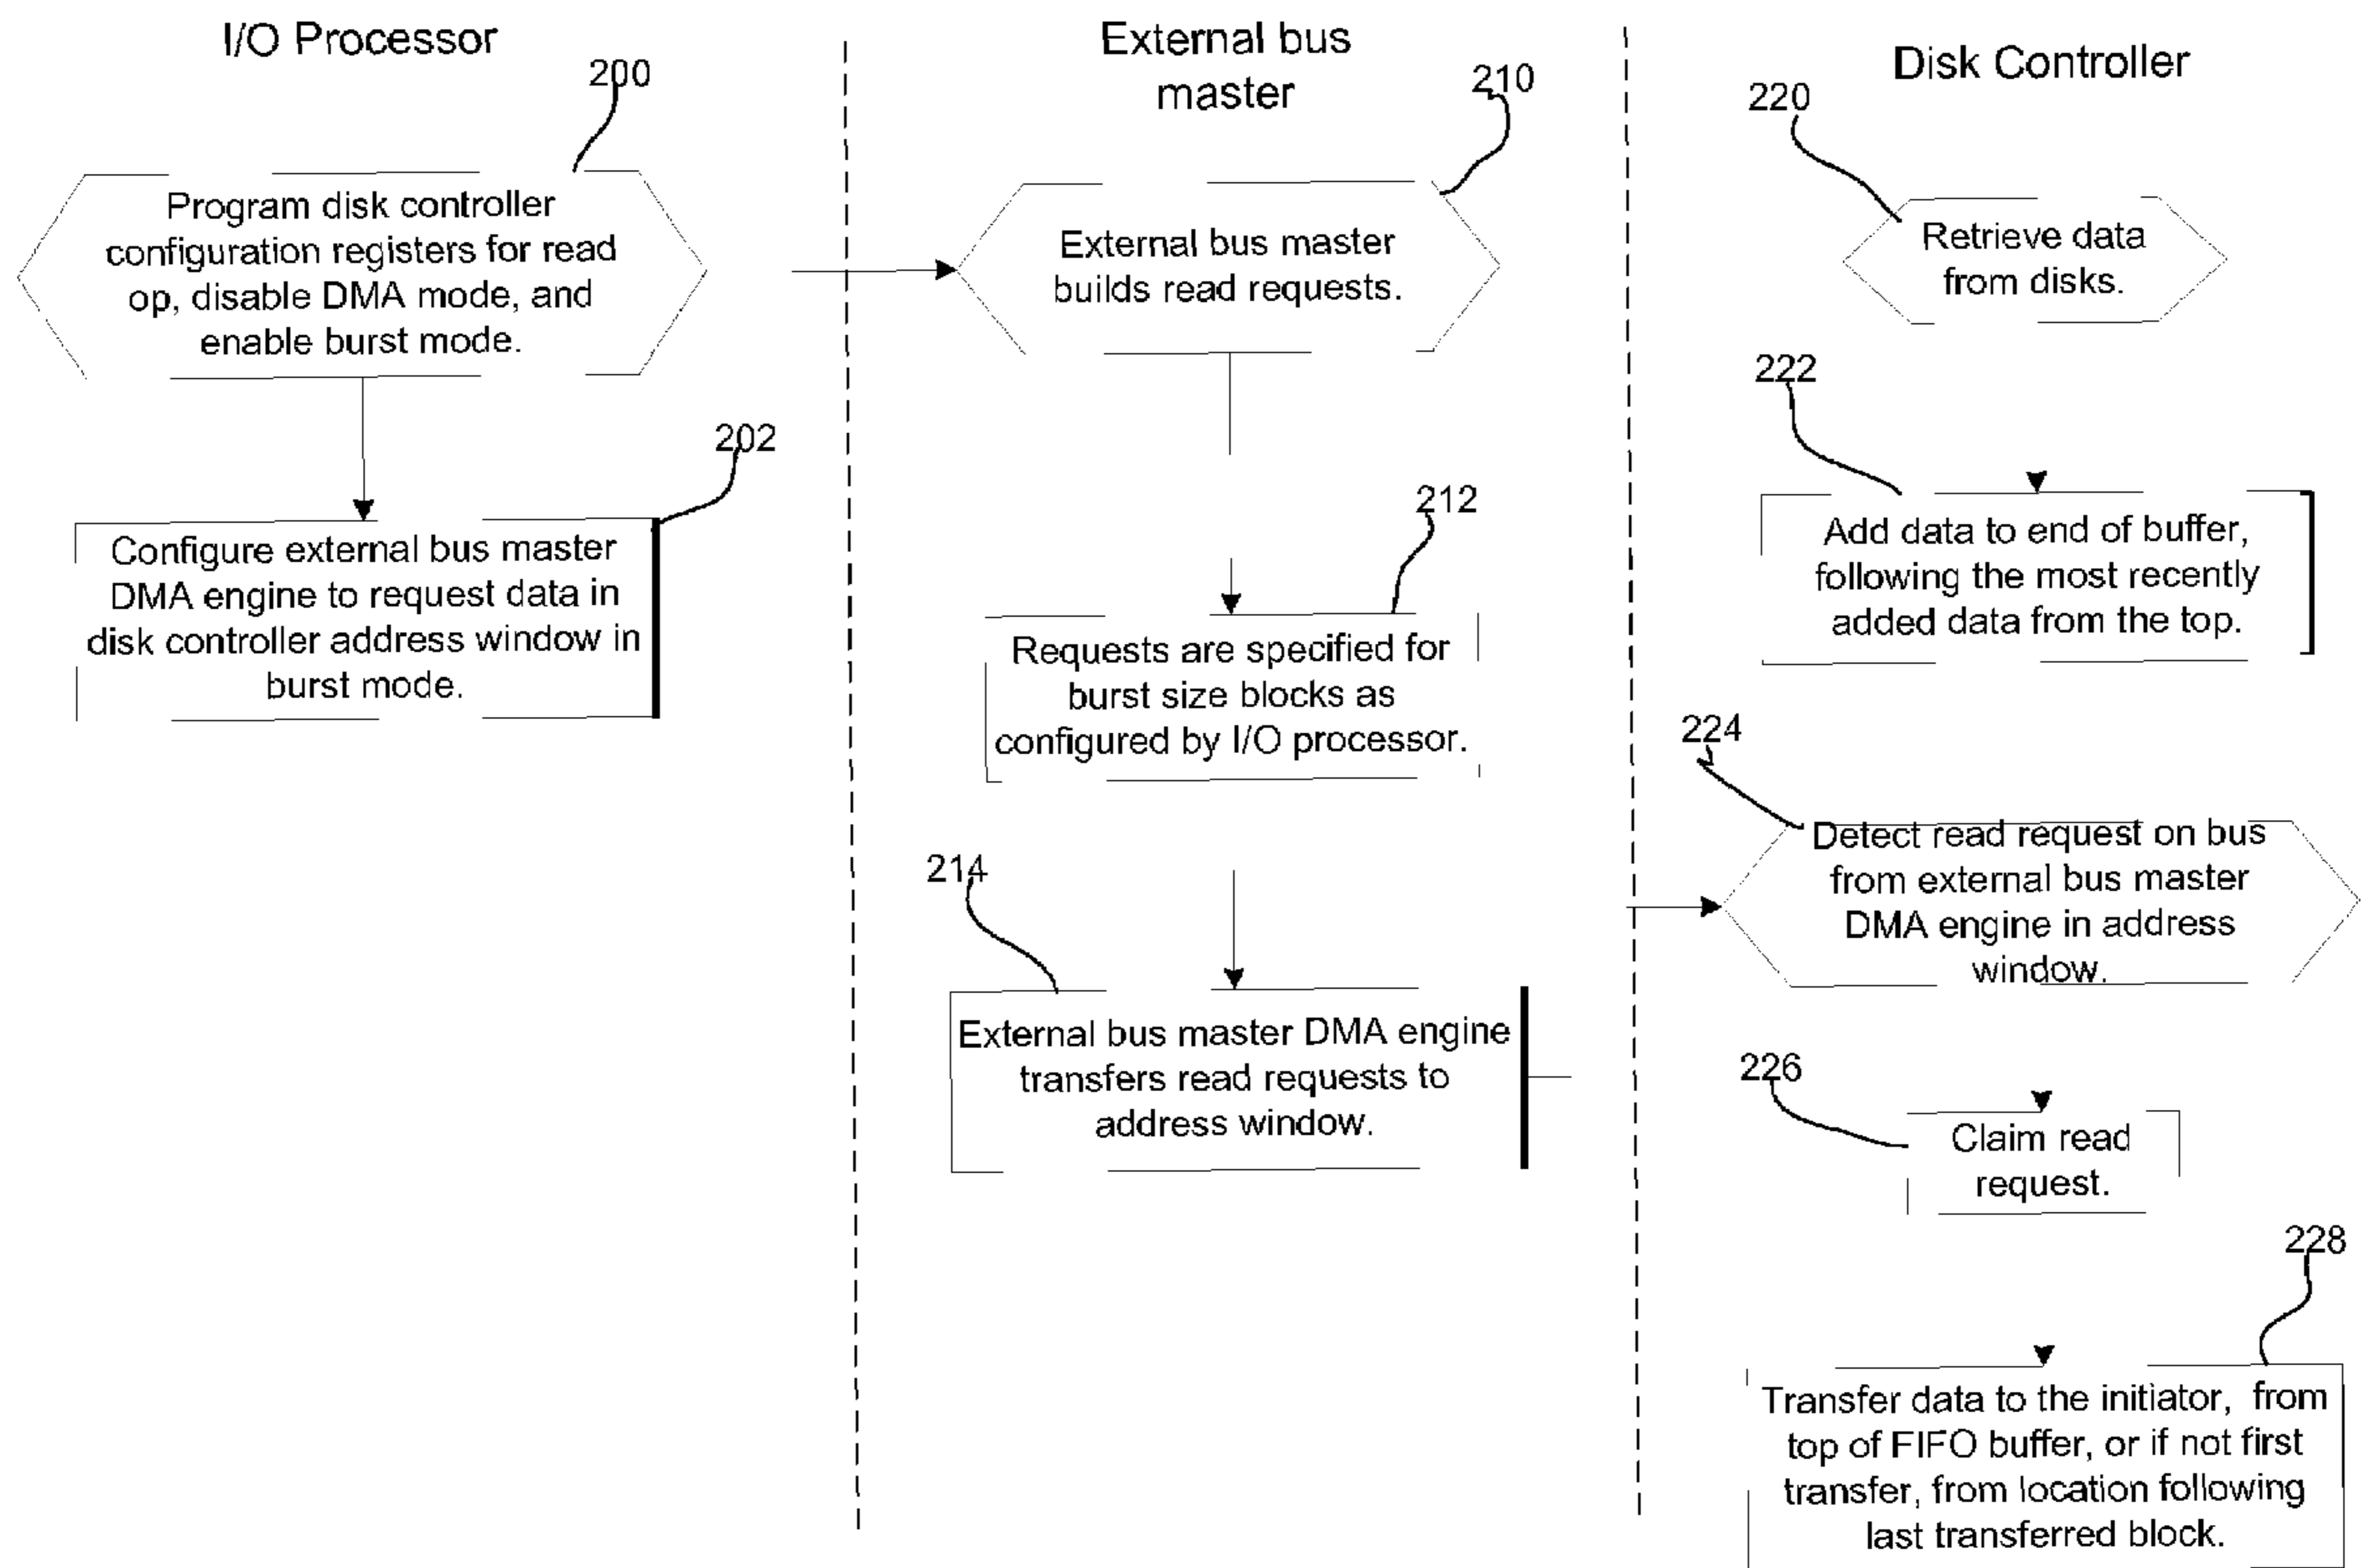 I/O Processor
200
Program disk controller
configuration registers for read
op, disable DMA mode, and
enable burst mode.
202
Configure external bus master
DMA engine to request data in
disk controller address window in
burst mode.
External bus
master
210
External bus master
builds read requests.
212
Requests are specified for
burst size blocks as
configured by I/O processor.
214
External bus master DMA engine
transfers read requests to
address window.
Disk Controller
220
Retrieve data
from disks.
222
Add data to end of buffer,
following the most recently
added data from the top.
224
Detect read request on bus
from external bus master
DMA engine in address
window.
226
Claim read
request.
228
Transfer data to the initiator, from
top of FIFO buffer, or if not first
transfer, from location following
last transferred block.